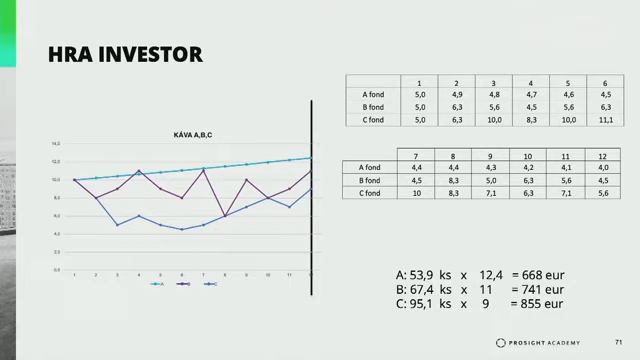 HRA INVESTOR
KÁVA A,B,C
14,0
12,0
10,0
8,0
6,0
4,0
2,0
0,0
1 2 3 4 5 6 7 8 9 10 11
A B C
1 2 3 4 5 6
A fond 5,0 4,9 4,8 4,7 4,6 4,5
B fond 5,0 6,3 5,6 4,5 5,6 6,3
C fond 5,0 6,3 10,0 8,3 10,0 11,1
7 8 9 10 11 12
A fond 4,4 4,4 4,3 4,2 4,1 4,0
B fond 4,5 8,3 5,0 6,3 5,6 4,5
C fond 10 8,3 7,1 6,3 7,1 5,6
A: 53,9 ks x 12,4 = 668 eur
B: 67,4 ks x 11 = 741 eur
C: 95,1 ks x 9 = 855 eur
PROSIGHT ACADEMY 71